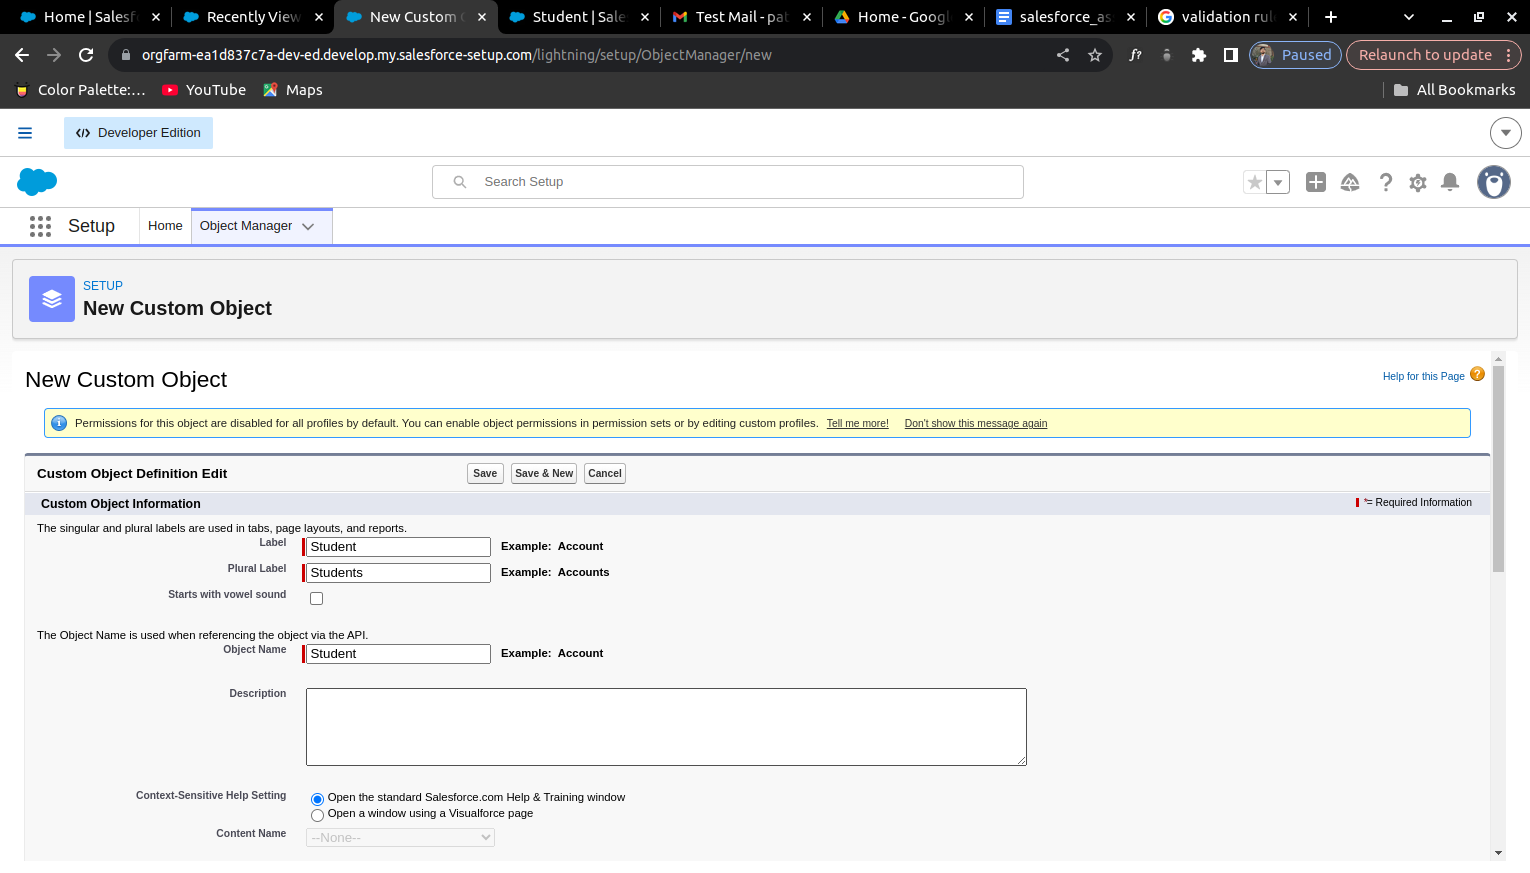 Home | Salesf
Recently View
New Custom
Student | Sale
Test Mail - pa
Home - Googl
salesforce_as
validation rul
orgfarm-ea1d837c7a-dev-ed.develop.my.salesforce-setup.com/lightning/setup/ObjectManager/new
f?
Paused
Relaunch to update
Color Palette:...
YouTube
Maps
All Bookmarks
Developer Edition
Search Setup
Setup
Home
Object Manager
SETUP
New Custom Object
New Custom Object
Help for this Page
Permissions for this object are disabled for all profiles by default. You can enable object permissions in permission sets or by editing custom profiles. Tell me more! Don't show this message again
Custom Object Definition Edit
Save
Save & New
Cancel
Custom Object Information
*= Required Information
The singular and plural labels are used in tabs, page layouts, and reports.
Label Student Example: Account
Plural Label Students Example: Accounts
Starts with vowel sound
The Object Name is used when referencing the object via the API.
Object Name Student Example: Account
Description
Context-Sensitive Help Setting Open the standard Salesforce.com Help & Training window
Open a window using a Visualforce page
Content Name --None--